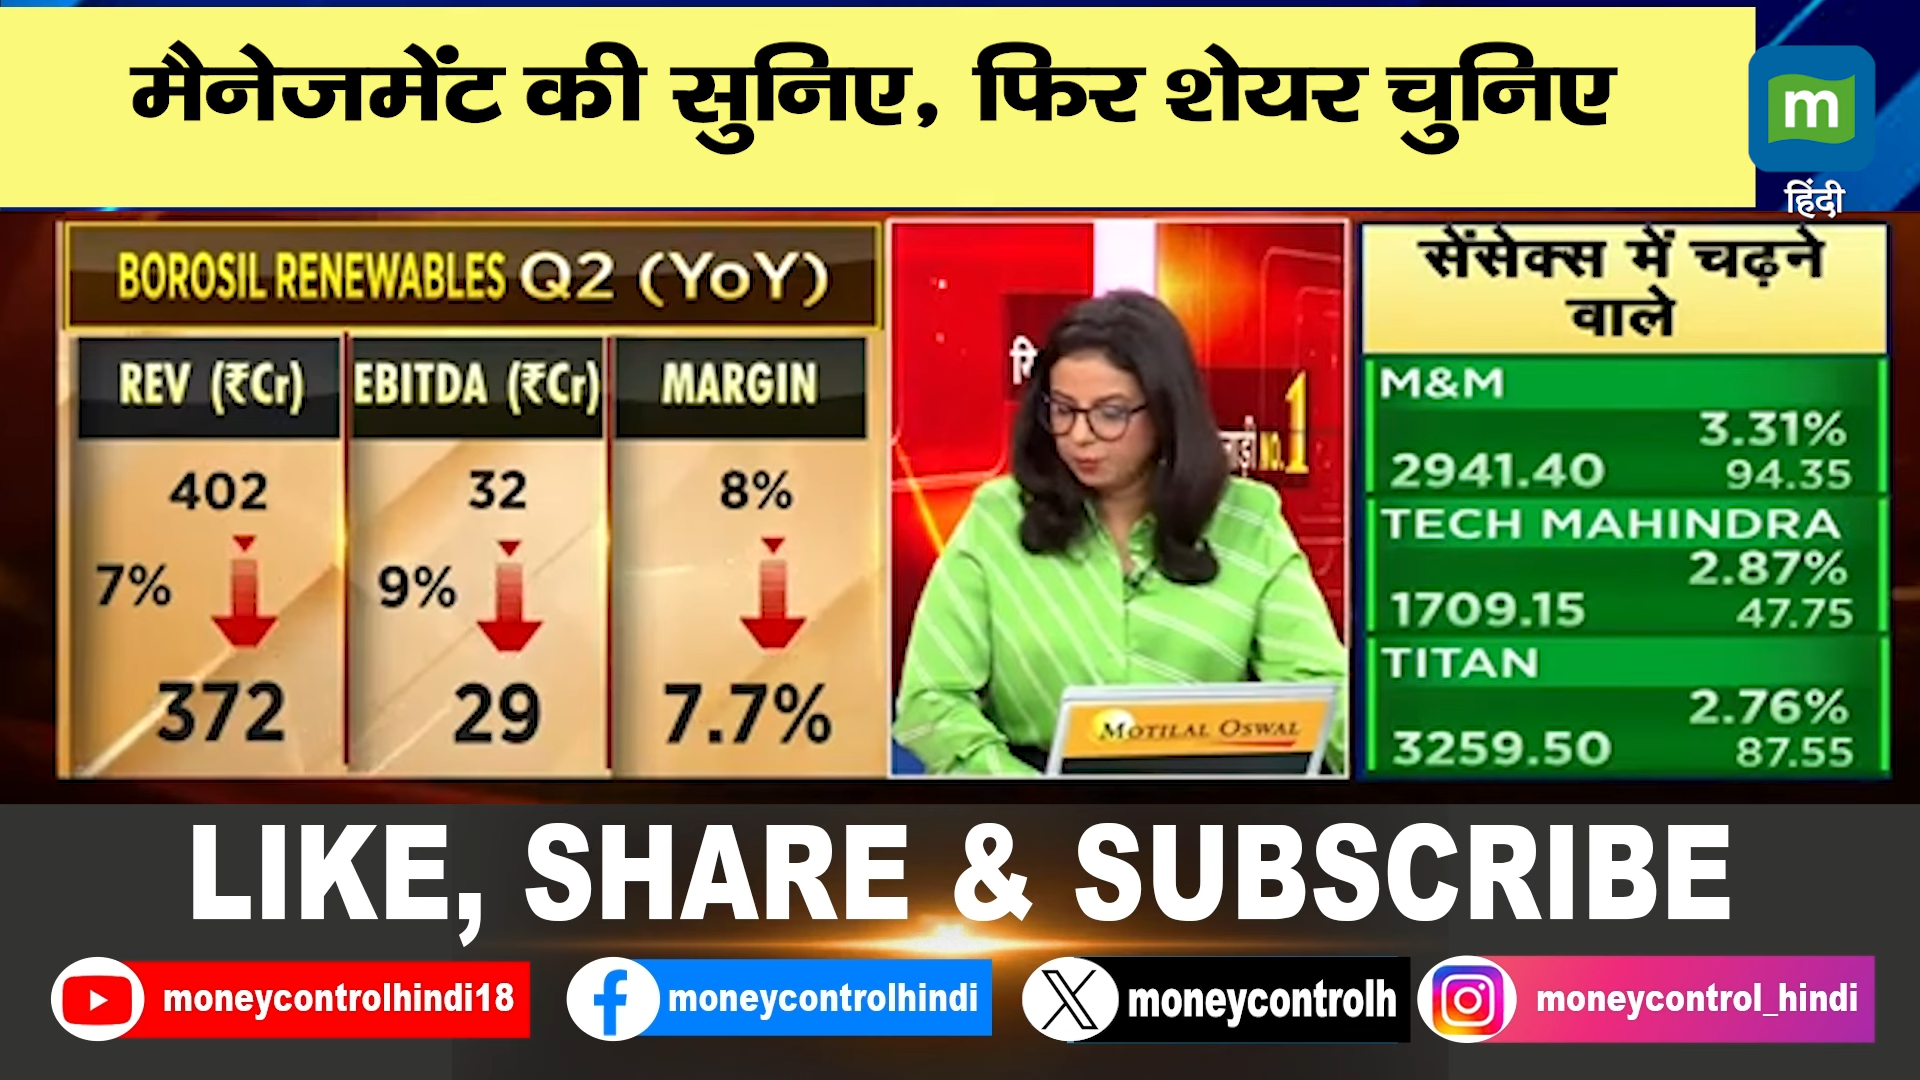 मैनेजमेंट की सुनिए, फिर शेयर चुनिए
m
हिंदी
BOROSIL RENEWABLES Q2 (YoY)
REV (₹Cr) EBITDA (₹Cr) MARGIN
402 32 8%
7% 9%
372 29 7.7%
NO.1
MOTILAL OSWAL
सेंसेक्स में चढ़ने
वाले
M&M
3.31%
2941.40 94.35
TECH MAHINDRA
2.87%
1709.15 47.75
TITAN
2.76%
3259.50 87.55
LIKE, SHARE & SUBSCRIBE
moneycontrolhindi18 moneycontrolhindi moneycontrolh moneycontrol_hindi